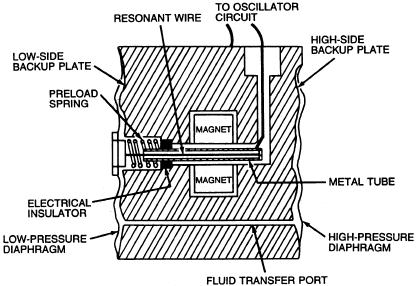 TO OSCILLATOR
CIRCUIT
RESONANT WIRE
HIGH-SIDE
BACKUP PLATE
LOW-SIDE
BACKUP PLATE
PRELOAD
SPRING
MAGNET
MAGNET
METAL TUBE
ELECTRICAL
INSULATOR
LOW-PRESSURE
DIAPHRAGM
HIGH-PRESSURE
DIAPHRAGM
FLUID TRANSFER PORT